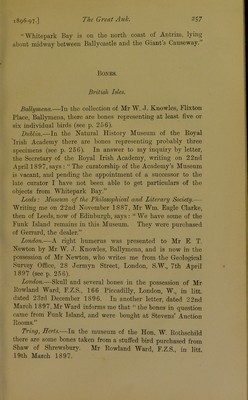 1896-97.] The Great Auk. 257
"Whitepark Bay is on the north coast of Antrim, lying
about midway between Ballycastle and the Giant's Causeway."
BONES.
British Isles.
Ballymena.—In the collection of Mr W. J. Knowles, Flixton
Place, Ballymena, there are bones representing at least five or
six individual birds (see p. 256).
Dublin.—In the Natural History Museum of the Royal
Irish Academy there are bones representing probably three
specimens (see p. 256). In answer to my inquiry by letter,
the Secretary of the Royal Irish Academy, writing on 22nd
April 1897, says: "The curatorship of the Academy's Museum
is vacant, and pending the appointment of a successor to the
late curator I have not been able to get particulars of the
objects from Whitepark Bay."
Leeds: Museum of the Philosophical and Literary Society.—
Writing me on 22nd November 1887, Mr Wm. Eagle Clarke,
then of Leeds, now of Edinburgh, says: "We have some of the
Funk Island remains in this Museum. They were purchased
of Gerrard, the dealer."
London.—A right humerus was presented to Mr E. T.
Newton by Mr W. J. Knowles, Ballymena, and is now in the
possession of Mr Newton, who writes me from the Geological
Survey Office, 28 Jermyn Street, London, S.W., 7th April
1897 (see p. 256).
London.—Skull and several bones in the possession of Mr
Rowland Ward, F.Z.S., 166 Piccadilly, London, W., in litt.
dated 23rd December 1896. In another letter, dated 22nd
March 1897, Mr Ward informs me that "the bones in question
came from Funk Island, and were bought at Stevens' Auction
Rooms."
Tring, Herts.—In the museum of the Hon. W. Rothschild
there are some bones taken from a stuffed bird purchased from
Shaw of Shrewsbury. Mr Rowland Ward, F.Z.S., in litt.
19th March 1897.